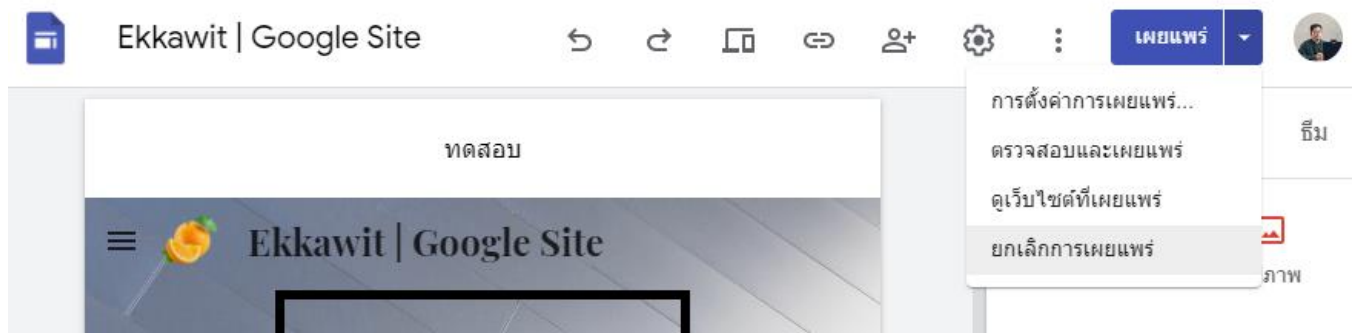 Ekkawit | Google Site
เผยแพร่
การตั้งค่าการเผยแพร่...
ตรวจสอบและเผยแพร่
ดูเว็บไซต์ที่เผยแพร่
ยกเลิกการเผยแพร่
ธีม
ภาพ
ทดสอบ
Ekkawit | Google Site